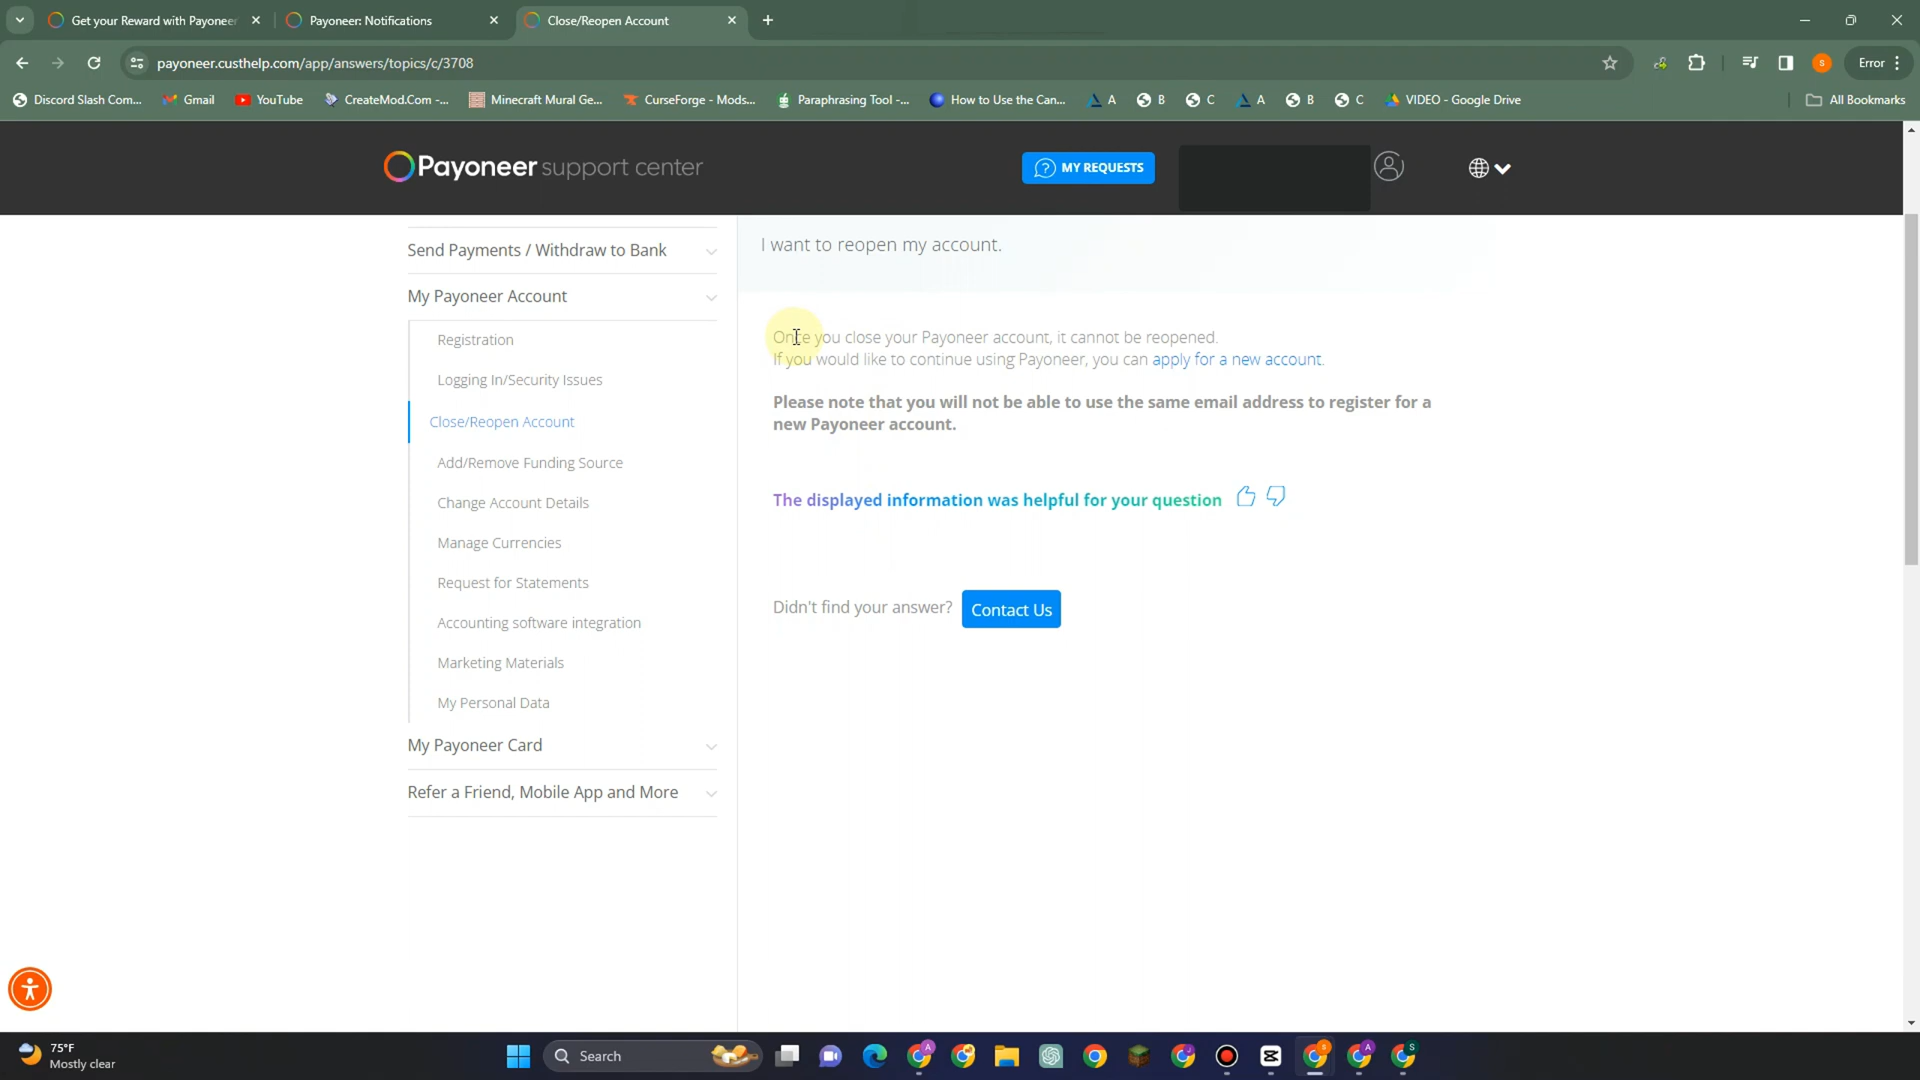 Get your Reward with Payoneer
Payoneer: Notifications
Close/Reopen Account
payoneer.custhelp.com/app/answers/topics/c/3708
S
Error
Discord Slash Com...
Gmail
YouTube
CreateMod.Com -...
Minecraft Mural Ge...
CurseForge - Mods...
Paraphrasing Tool -...
How to Use the Can...
A
B
C
A
B
C
VIDEO - Google Drive
All Bookmarks
Payoneer support center
MY REQUESTS
Send Payments / Withdraw to Bank
My Payoneer Account
Registration
Logging In/Security Issues
Close/Reopen Account
Add/Remove Funding Source
Change Account Details
Manage Currencies
Request for Statements
Accounting software integration
Marketing Materials
My Personal Data
My Payoneer Card
Refer a Friend, Mobile App and More
I want to reopen my account.
Once you close your Payoneer account, it cannot be reopened.
If you would like to continue using Payoneer, you can apply for a new account.
Please note that you will not be able to use the same email address to register for a
new Payoneer account.
The displayed information was helpful for your question
Didn't find your answer?
Contact Us
75°F
Mostly clear
Search